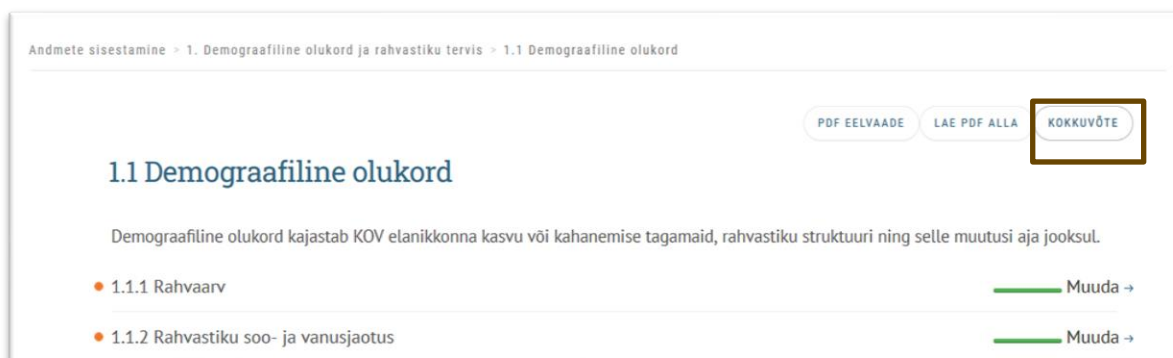 Andmete sisestamine > 1. Demograafiline olukord ja rahvastiku tervis > 1.1 Demograafiline olukord
PDF EELVAADE LAE PDF ALLA KOKKUVÕTE
1.1 Demograafiline olukord
Demograafiline olukord kajastab KOV elanikkonna kasvu või kahanemise tagamaid, rahvastiku struktuuri ning selle muutusi aja jooksul.
1.1.1 Rahvaarv Muuda →
1.1.2 Rahvastiku soo- ja vanusjaotus Muuda →